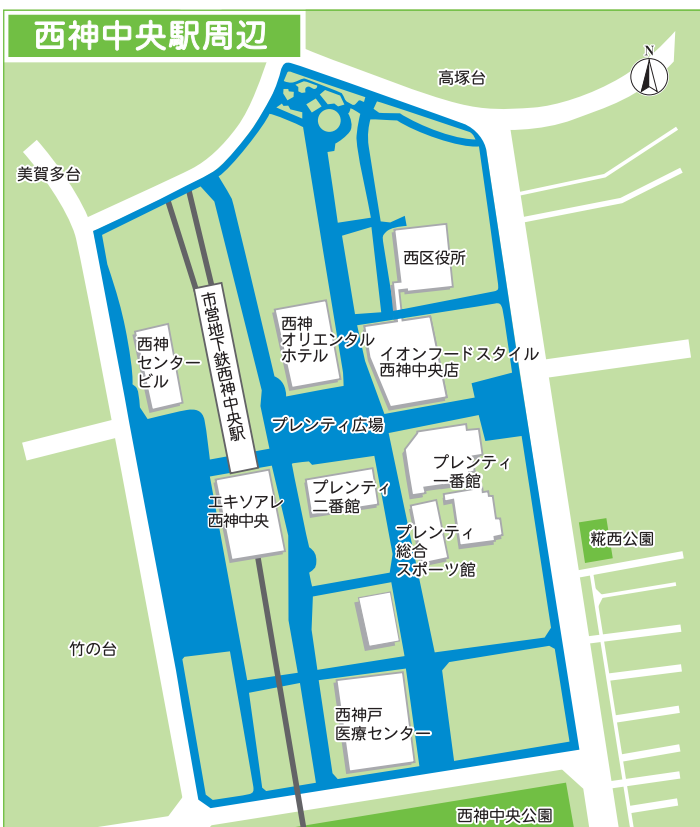 西神中央駅周辺
N
高塚台
美賀多台
西区役所
市営地下鉄西神中央駅
西神
オリエンタル
ホテル
西神
センター
ビル
イオンフードスタイル
西神中央店
プレンティ広場
プレンティ
一番館
プレンティ
二番館
エキソアレ
西神中央
プレンティ
総合
スポーツ館
糀西公園
竹の台
西神戸
医療センター
西神中央公園